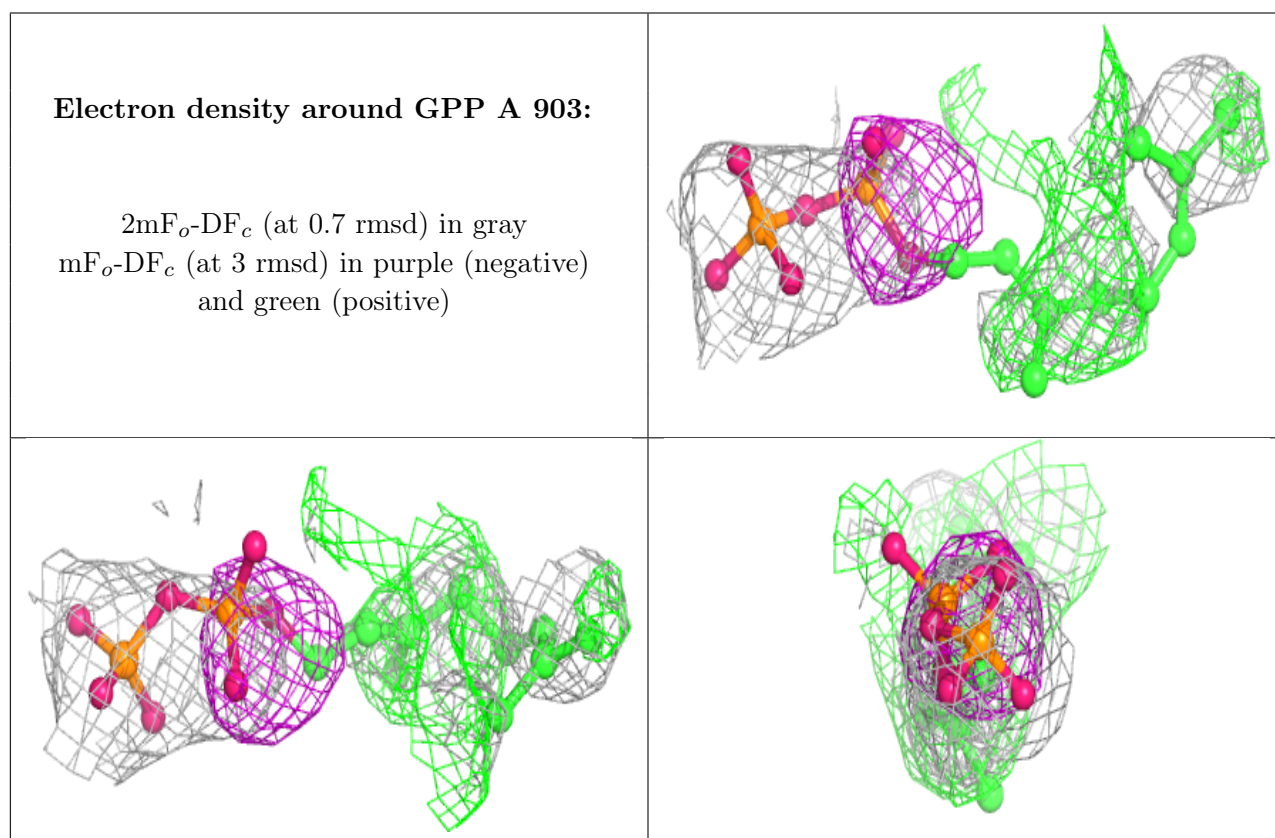 Electron density around GPP A 903:
2mFo-DFc (at 0.7 rmsd) in gray
mFo-DFc (at 3 rmsd) in purple (negative)
and green (positive)